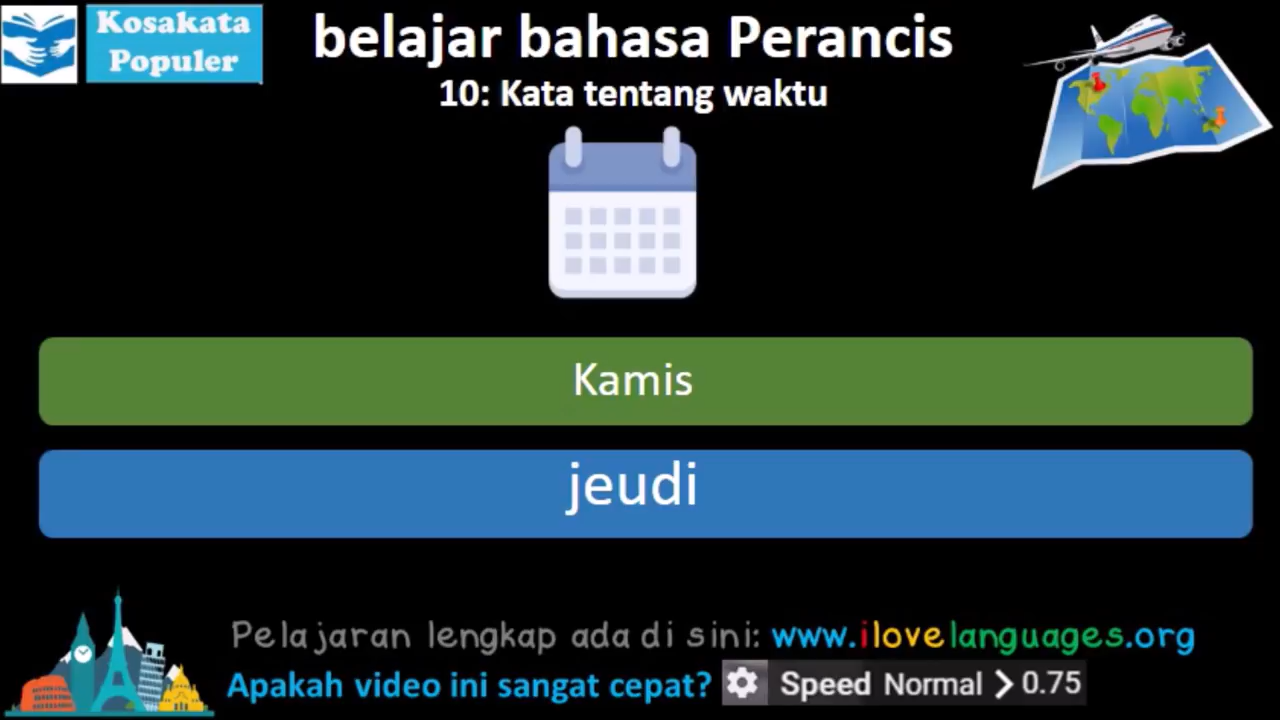 Kosakata
Populer
belajar bahasa Perancis
10: Kata tentang waktu
Kamis
jeudi
Pelajaran lengkap ada di sini: www.ilovelanguages.org
Apakah video ini sangat cepat? Speed Normal > 0.75